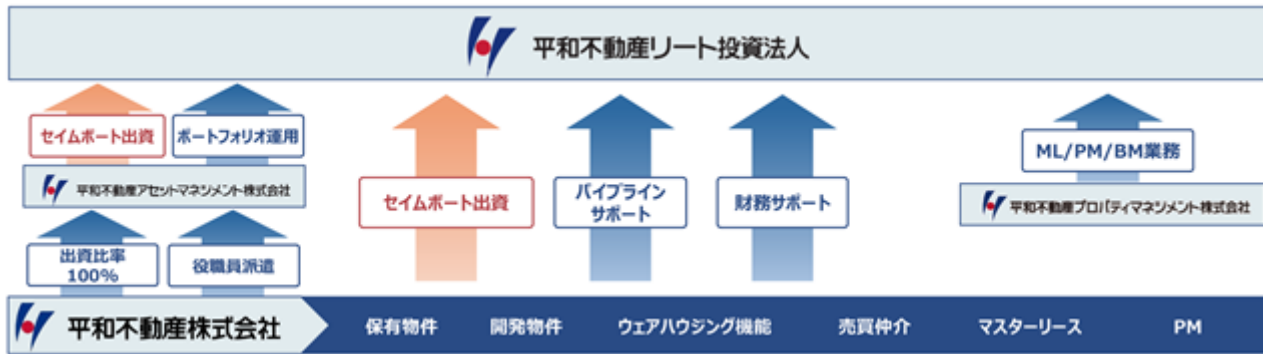 平和不動産リート投資法人
セイムボート出資
ポートフォリオ運用
平和不動産アセットマネジメント株式会社
出資比率
100%
役職員派遣
セイムボート出資
パイプライン
サポート
財務サポート
ML/PM/BM業務
平和不動産プロパティマネジメント株式会社
平和不動産株式会社
保有物件 開発物件 ウェアハウジング機能 売買仲介 マスターリース PM